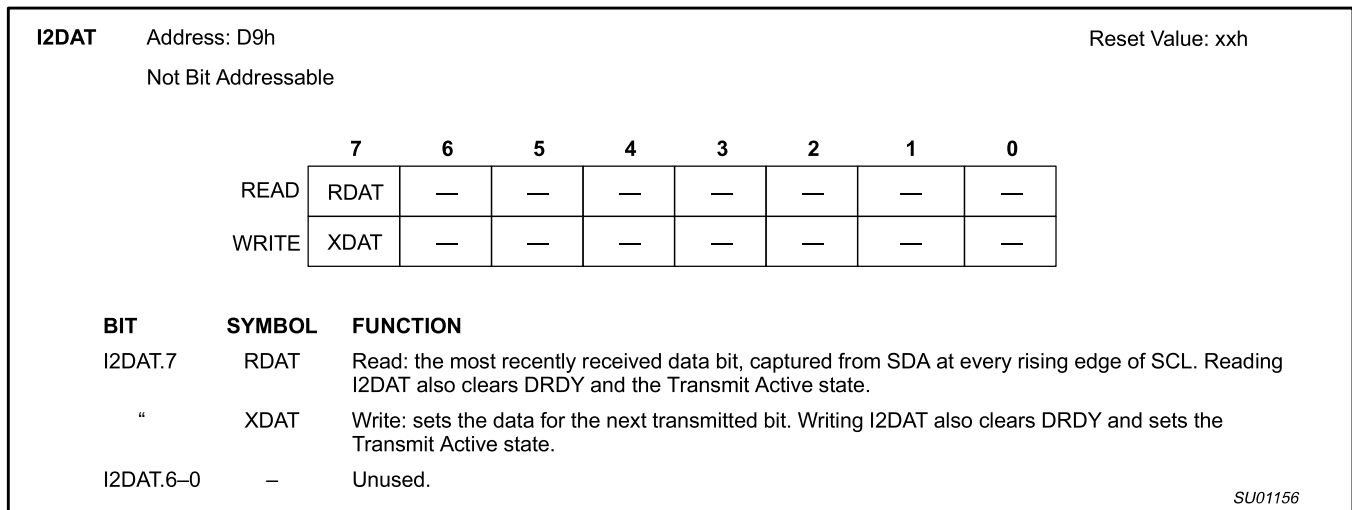 I2DAT Address: D9h Reset Value: xxh
Not Bit Addressable
7 6 5 4 3 2 1 0
READ RDAT — — — — — — —
WRITE XDAT — — — — — — —
BIT SYMBOL FUNCTION
I2DAT.7 RDAT Read: the most recently received data bit, captured from SDA at every rising edge of SCL. Reading
I2DAT also clears DRDY and the Transmit Active state.
“ XDAT Write: sets the data for the next transmitted bit. Writing I2DAT also clears DRDY and sets the
Transmit Active state.
I2DAT.6–0 – Unused.
SU01156